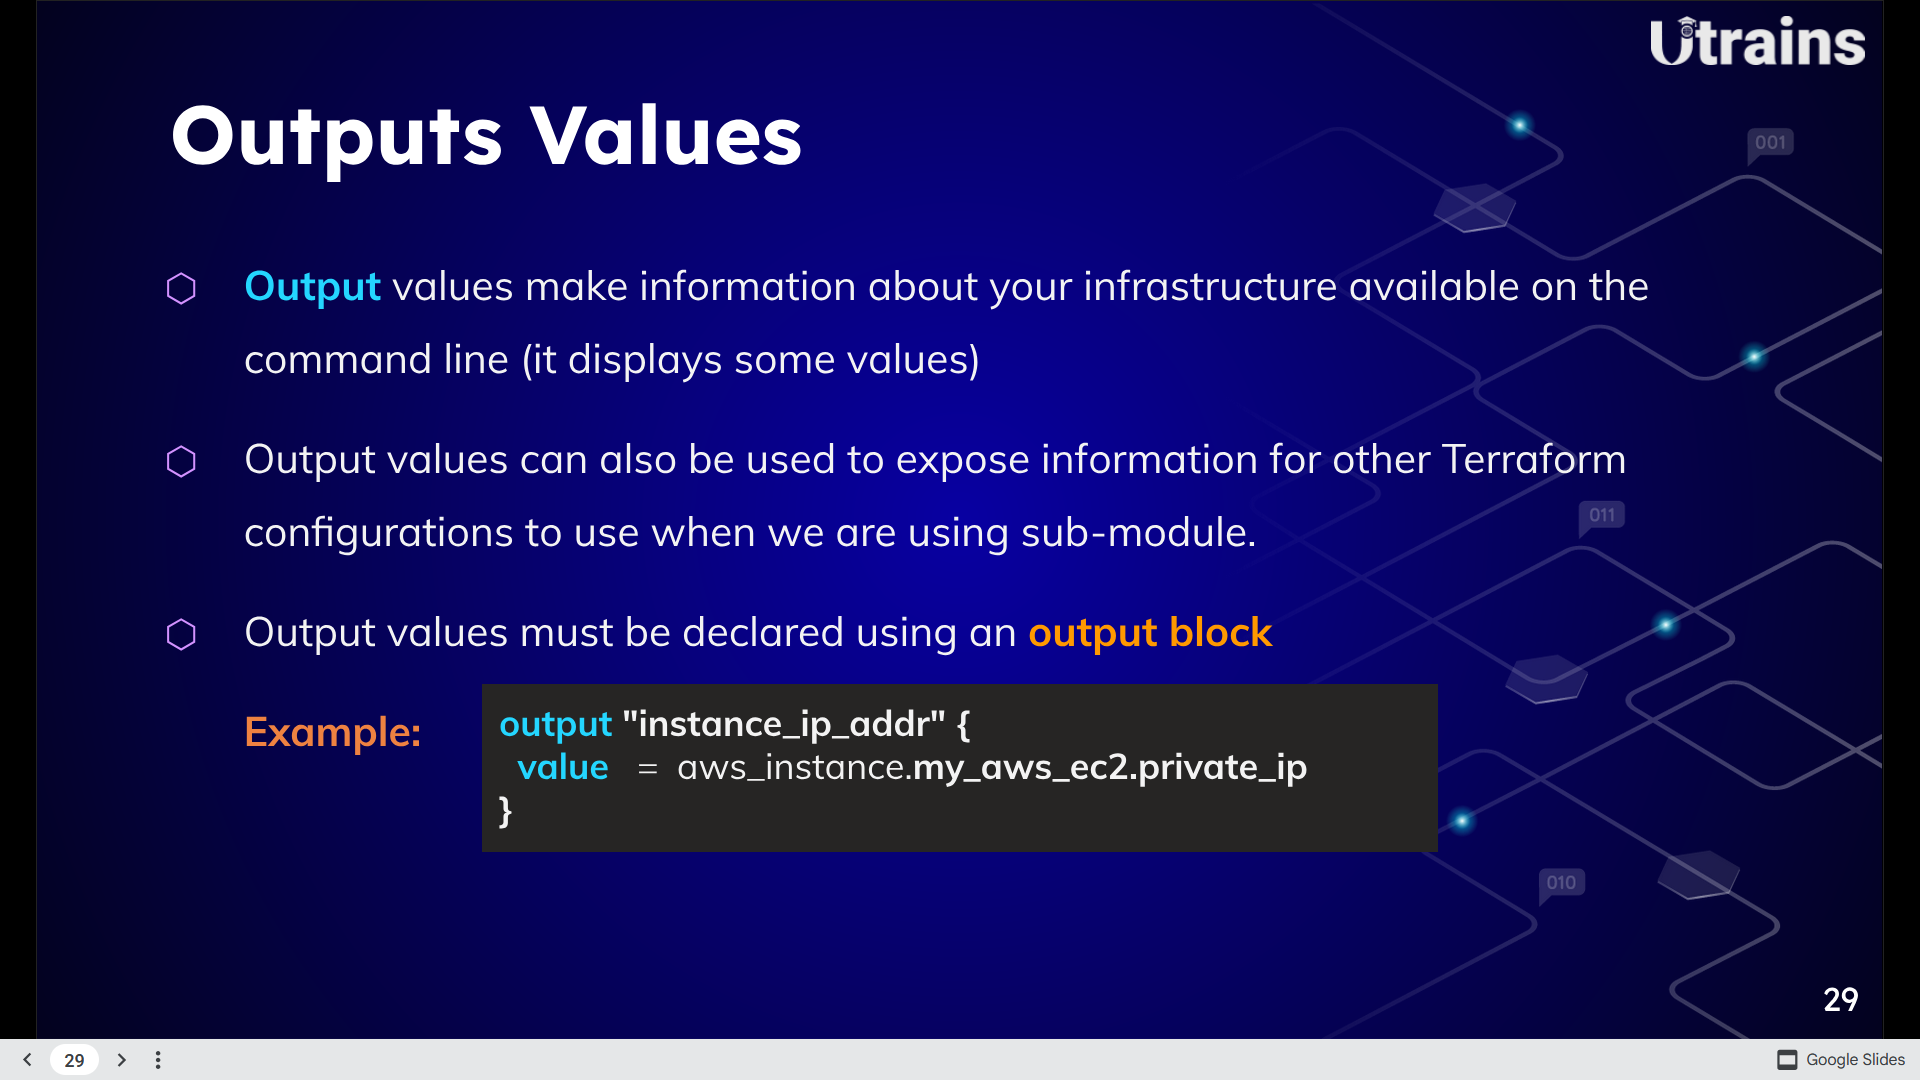 Utrains
Outputs Values
001
Output values make information about your infrastructure available on the
command line (it displays some values)
Output values can also be used to expose information for other Terraform
configurations to use when we are using sub-module.
011
Output values must be declared using an output block
Example:
output "instance_ip_addr" {
value = aws_instance.my_aws_ec2.private_ip
}
010
29
29
Google Slides